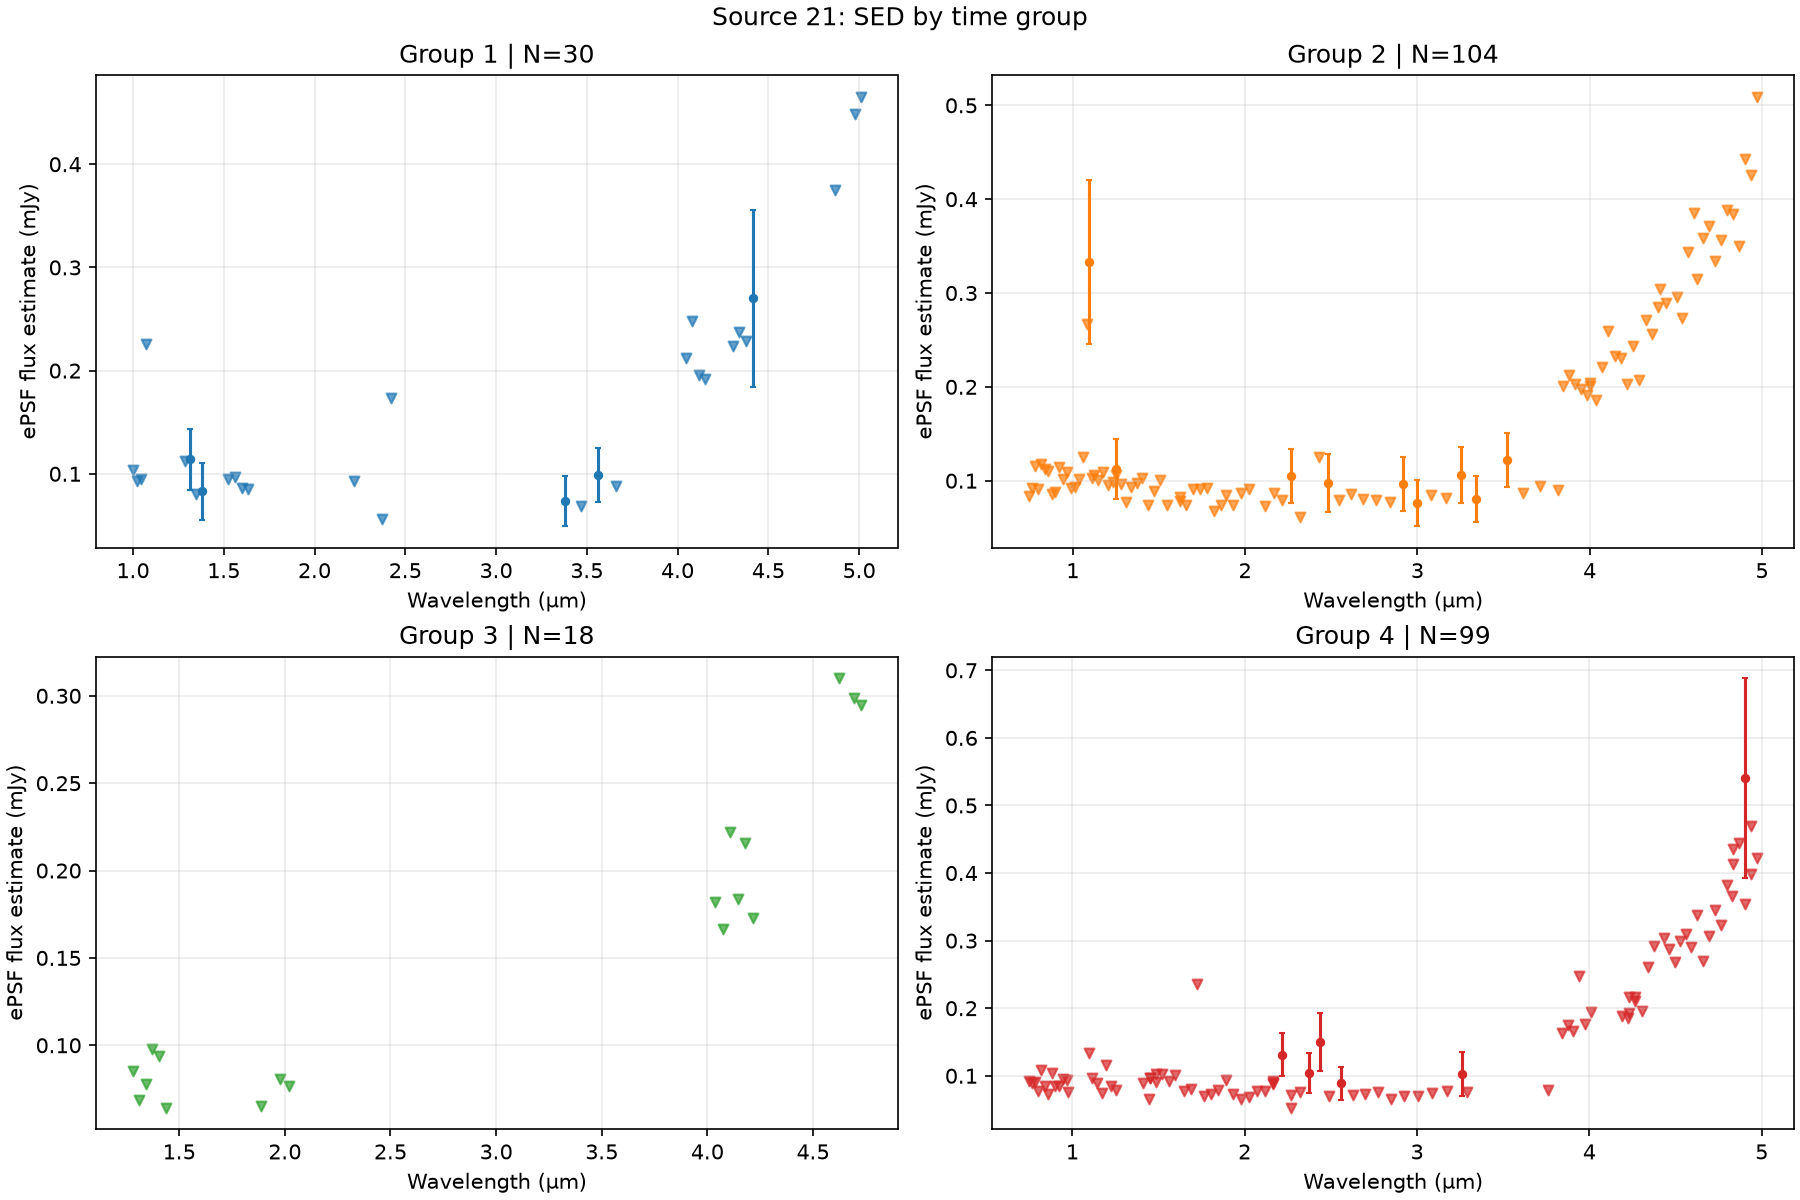 Source 21: SED by time group
Group 1 | N=30
ePSF flux estimate (mJy)
0.4
0.3
0.2
0.1
1.0 1.5 2.0 2.5 3.0 3.5 4.0 4.5 5.0
Wavelength (µm)
Group 2 | N=104
ePSF flux estimate (mJy)
0.5
0.4
0.3
0.2
0.1
1 2 3 4 5
Wavelength (µm)
Group 3 | N=18
ePSF flux estimate (mJy)
0.30
0.25
0.20
0.15
0.10
1.5 2.0 2.5 3.0 3.5 4.0 4.5
Wavelength (µm)
Group 4 | N=99
ePSF flux estimate (mJy)
0.7
0.6
0.5
0.4
0.3
0.2
0.1
1 2 3 4 5
Wavelength (µm)